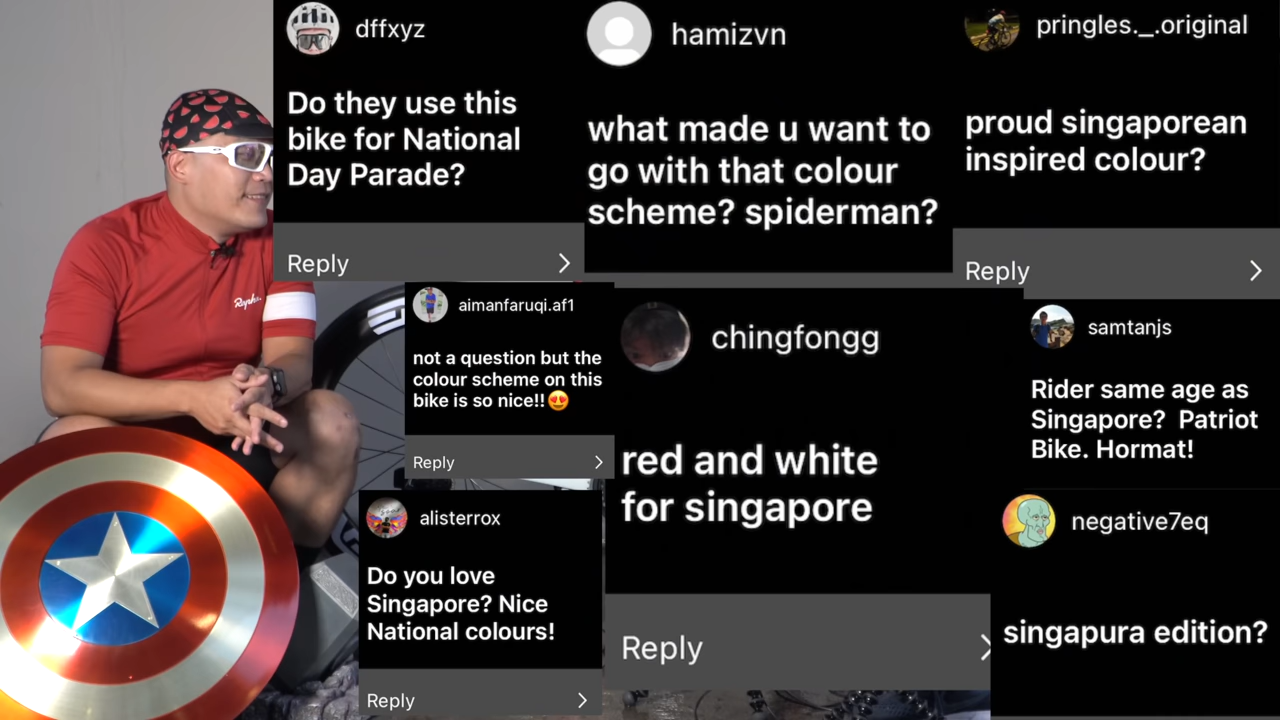 dffxyz
Do they use this
bike for National
Day Parade?
Reply
hamizvn
what made u want to
go with that colour
scheme? spiderman?
pringles._.original
proud singaporean
inspired colour?
Reply
Rapha
aimanfaruqi.af1
not a question but the
colour scheme on this
bike is so nice!!😍
Reply
chingfongg
red and white
for singapore
Reply
samtanjs
Rider same age as
Singapore? Patriot
Bike. Hormat!
alisterrox
Do you love
Singapore? Nice
National colours!
Reply
negative7eq
singapura edition?